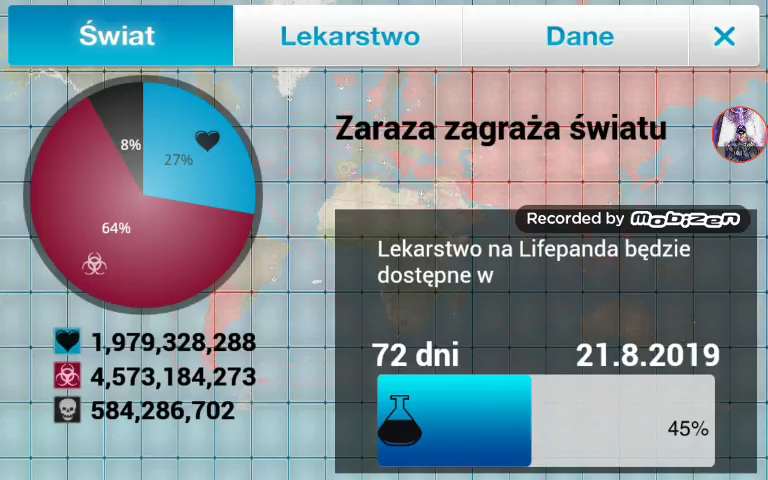 Świat
Lekarstwo
Dane
8%
27%
64%
Zaraza zagraża światu
Recorded by mobizen
Lekarstwo na Lifepanda będzie
dostępne w
72 dni
21.8.2019
45%
1,979,328,288
4,573,184,273
584,286,702